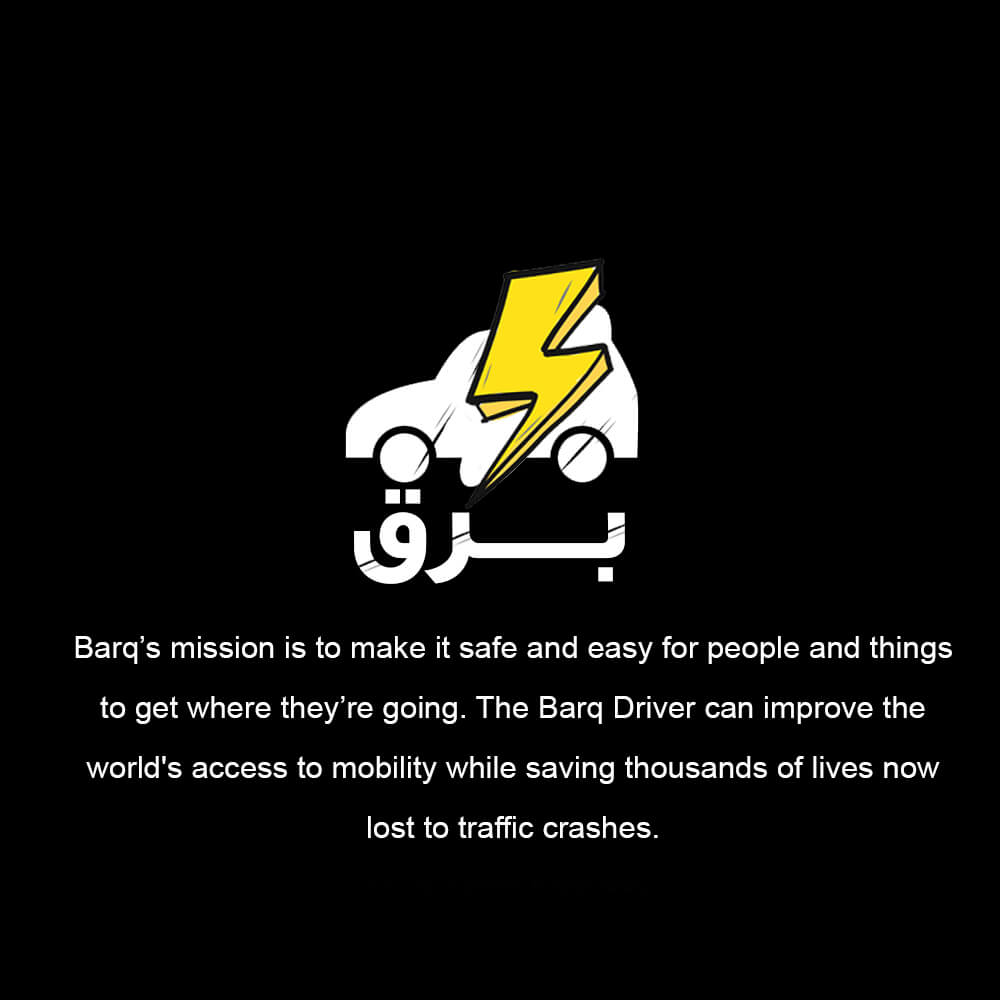 بـرق
Barq’s mission is to make it safe and easy for people and things
to get where they’re going. The Barq Driver can improve the
world's access to mobility while saving thousands of lives now
lost to traffic crashes.